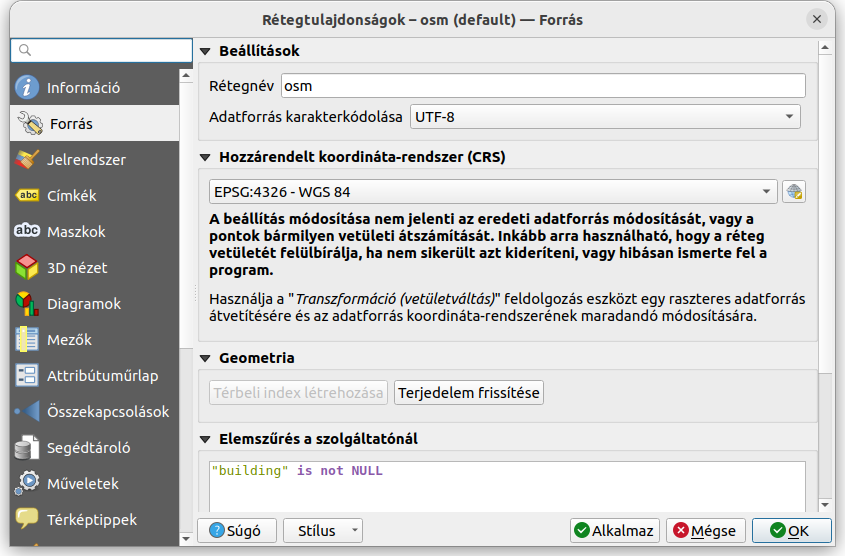 Rétegtulajdonságok – osm (default) — Forrás
Információ
Forrás
Jelrendszer
abc Címkék
abc Maszkok
3D nézet
Diagramok
Mezők
Attribútuműrlap
Összekapcsolások
Segédtároló
Műveletek
Térképtippek
Beállítások
Rétegnév osm
Adatforrás karakterkódolása UTF-8
Hozzárendelt koordináta-rendszer (CRS)
EPSG:4326 - WGS 84
A beállítás módosítása nem jelenti az eredeti adatforrás módosítását, vagy a
pontok bármilyen vetületi átszámítását. Inkább arra használható, hogy a réteg
vetületét felülbírálja, ha nem sikerült azt kideríteni, vagy hibásan ismerte fel a
program.
Használja a "Transzformáció (vetületváltás)" feldolgozás eszközt egy raszteres adatforrás
átvetítésére és az adatforrás koordináta-rendszerének maradandó módosítására.
Geometria
Térbeli index létrehozása Terjedelem frissítése
Elemszűrés a szolgáltatónál
"building" is not NULL
Súgó Stílus Alkalmaz Mégse OK